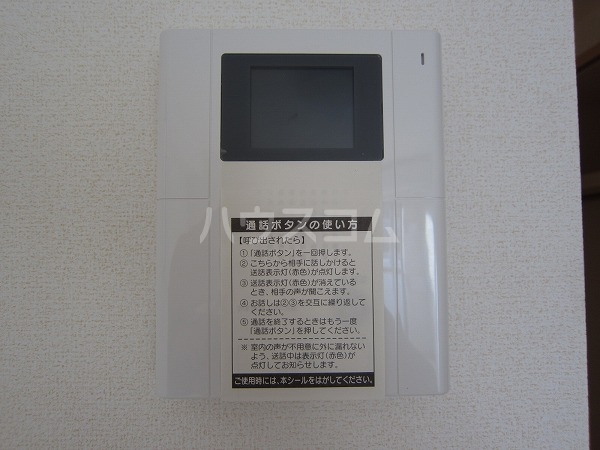 ハウスコム
通話ボタンの使い方
【呼び出されたら】
①「通話ボタン」を一回押します。
②こちらから相手に話しかけると
送話表示灯(赤色)が点灯します。
③送話表示灯(赤色)が消えている
とき、相手の声が聞こえます。
④お話しは②③を交互に繰り返して
ください。
⑤通話を終了するときはもう一度
「通話ボタン」を押してください。
※ 室内の声が不用意に外に漏れない
よう、送話中は表示灯(赤色)が
点灯してお知らせします。
ご使用時には、本シールをはがしてください。